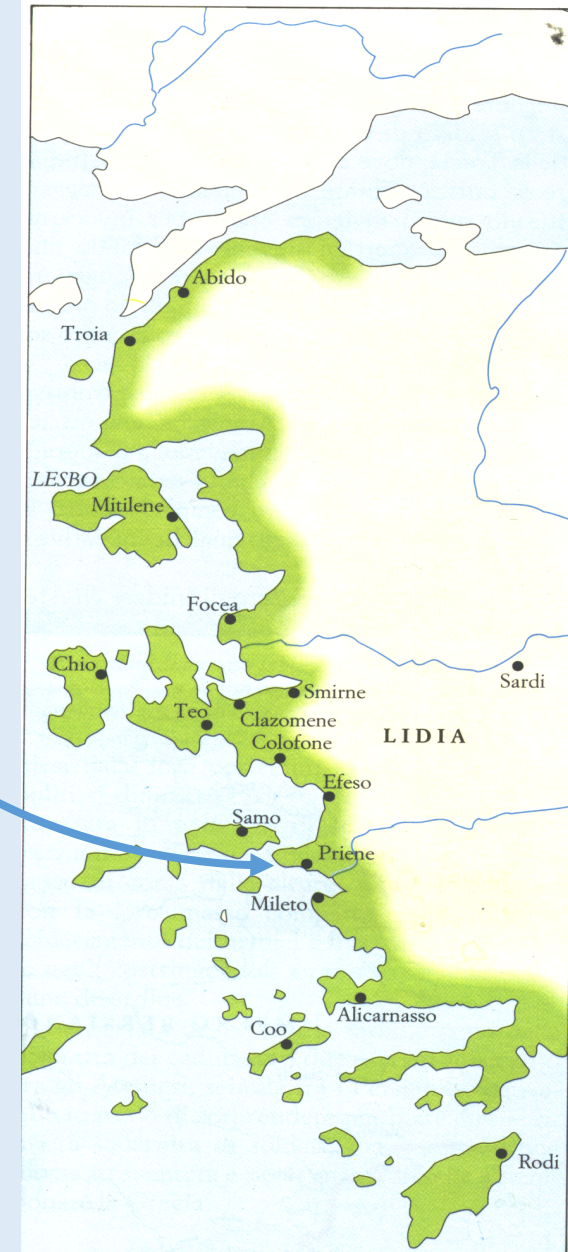 Abido
Troia
LESBO
Mitilene
Focea
Chio
Sardi
Smirne
Teo
Clazomene
LIDIA
Colofone
Efeso
Samo
Priene
Mileto
Alicarnasso
Coo
Rodi